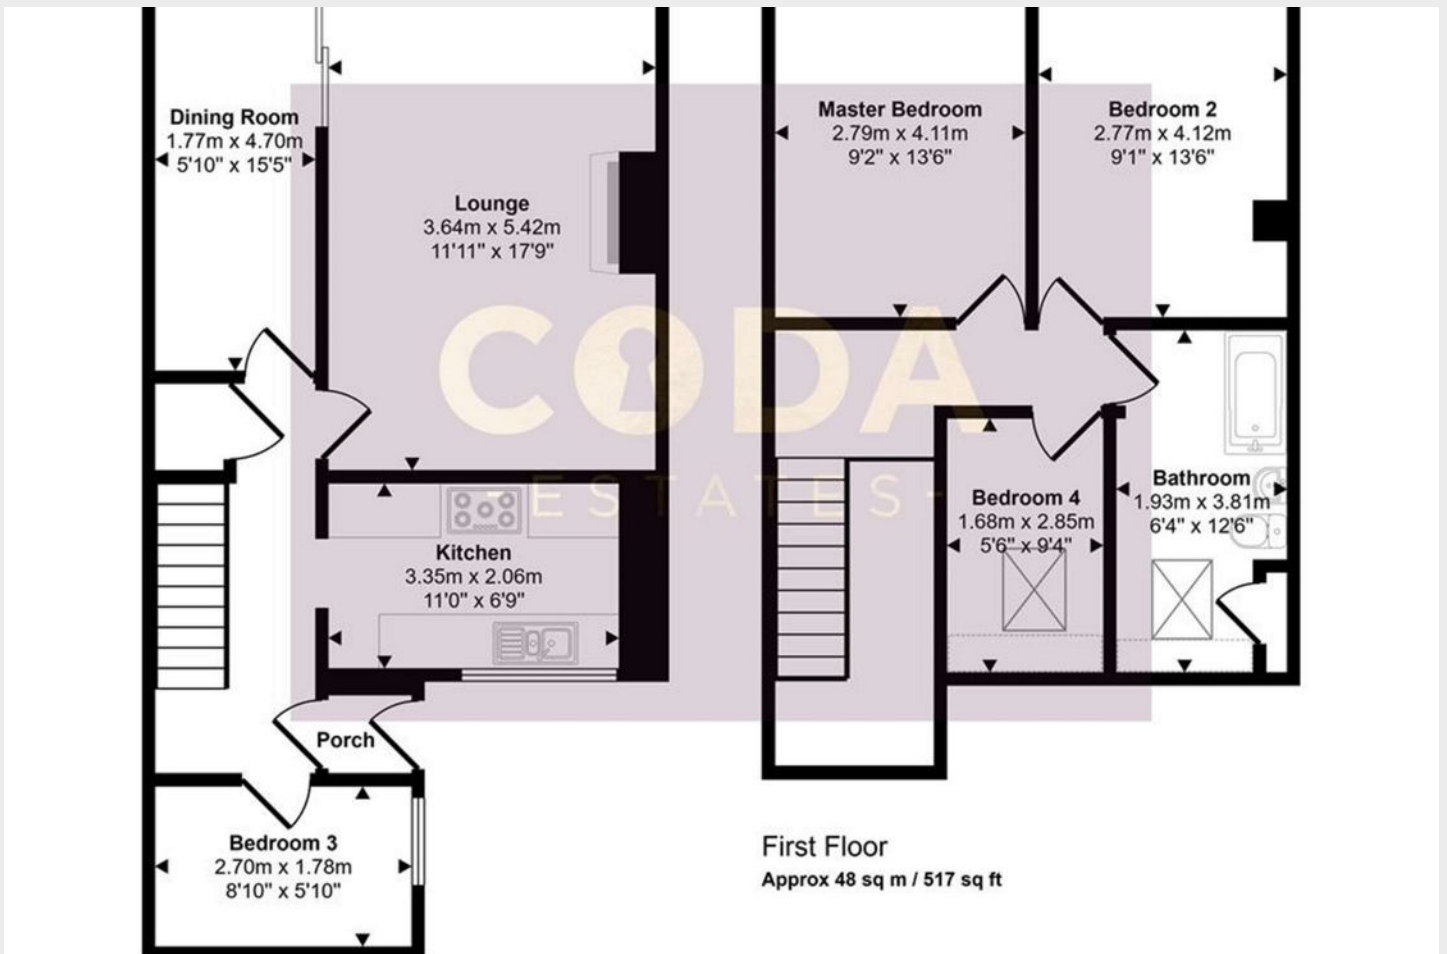 Dining Room
1.77m x 4.70m
5'10" x 15'5"
Lounge
3.64m x 5.42m
11'11" x 17'9"
Kitchen
3.35m x 2.06m
11'0" x 6'9"
Porch
Bedroom 3
2.70m x 1.78m
8'10" x 5'10"
Master Bedroom
2.79m x 4.11m
9'2" x 13'6"
Bedroom 2
2.77m x 4.12m
9'1" x 13'6"
Bedroom 4
1.68m x 2.85m
5'6" x 9'4"
Bathroom
1.93m x 3.81m
6'4" x 12'6"
First Floor
Approx 48 sq m / 517 sq ft
CODA
-ESTATES-